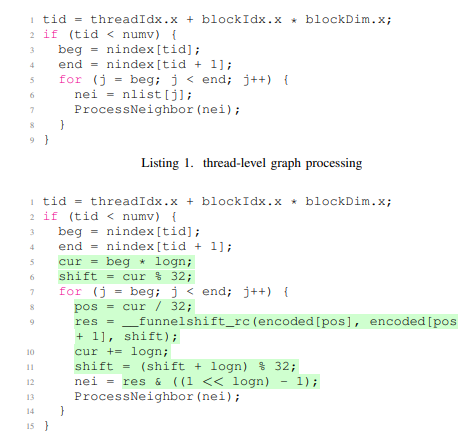 1 tid = threadIdx.x + blockIdx.x * blockDim.x;
2 if (tid < numv) {
3 beg = nindex[tid];
4 end = nindex[tid + 1];
5 for (j = beg; j < end; j++) {
6 nei = nlist[j];
7 ProcessNeighbor(nei);
8 }
9 }
Listing 1. thread-level graph processing
1 tid = threadIdx.x + blockIdx.x * blockDim.x;
2 if (tid < numv) {
3 beg = nindex[tid];
4 end = nindex[tid + 1];
5 cur = beg * logn;
6 shift = cur % 32;
7 for (j = beg; j < end; j++) {
8 pos = cur / 32;
9 res = __funnelshift_rc(encoded[pos], encoded[pos
+ 1], shift);
10 cur += logn;
11 shift = (shift + logn) % 32;
12 nei = res & ((1 << logn) - 1);
13 ProcessNeighbor(nei);
14 }
15 }